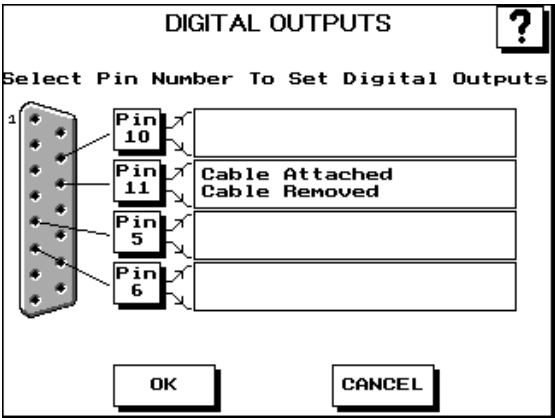 DIGITAL OUTPUTS
?
Select Pin Number To Set Digital Outputs
1
Pin
10
Pin
11
Cable Attached
Cable Removed
Pin
5
Pin
6
OK
CANCEL